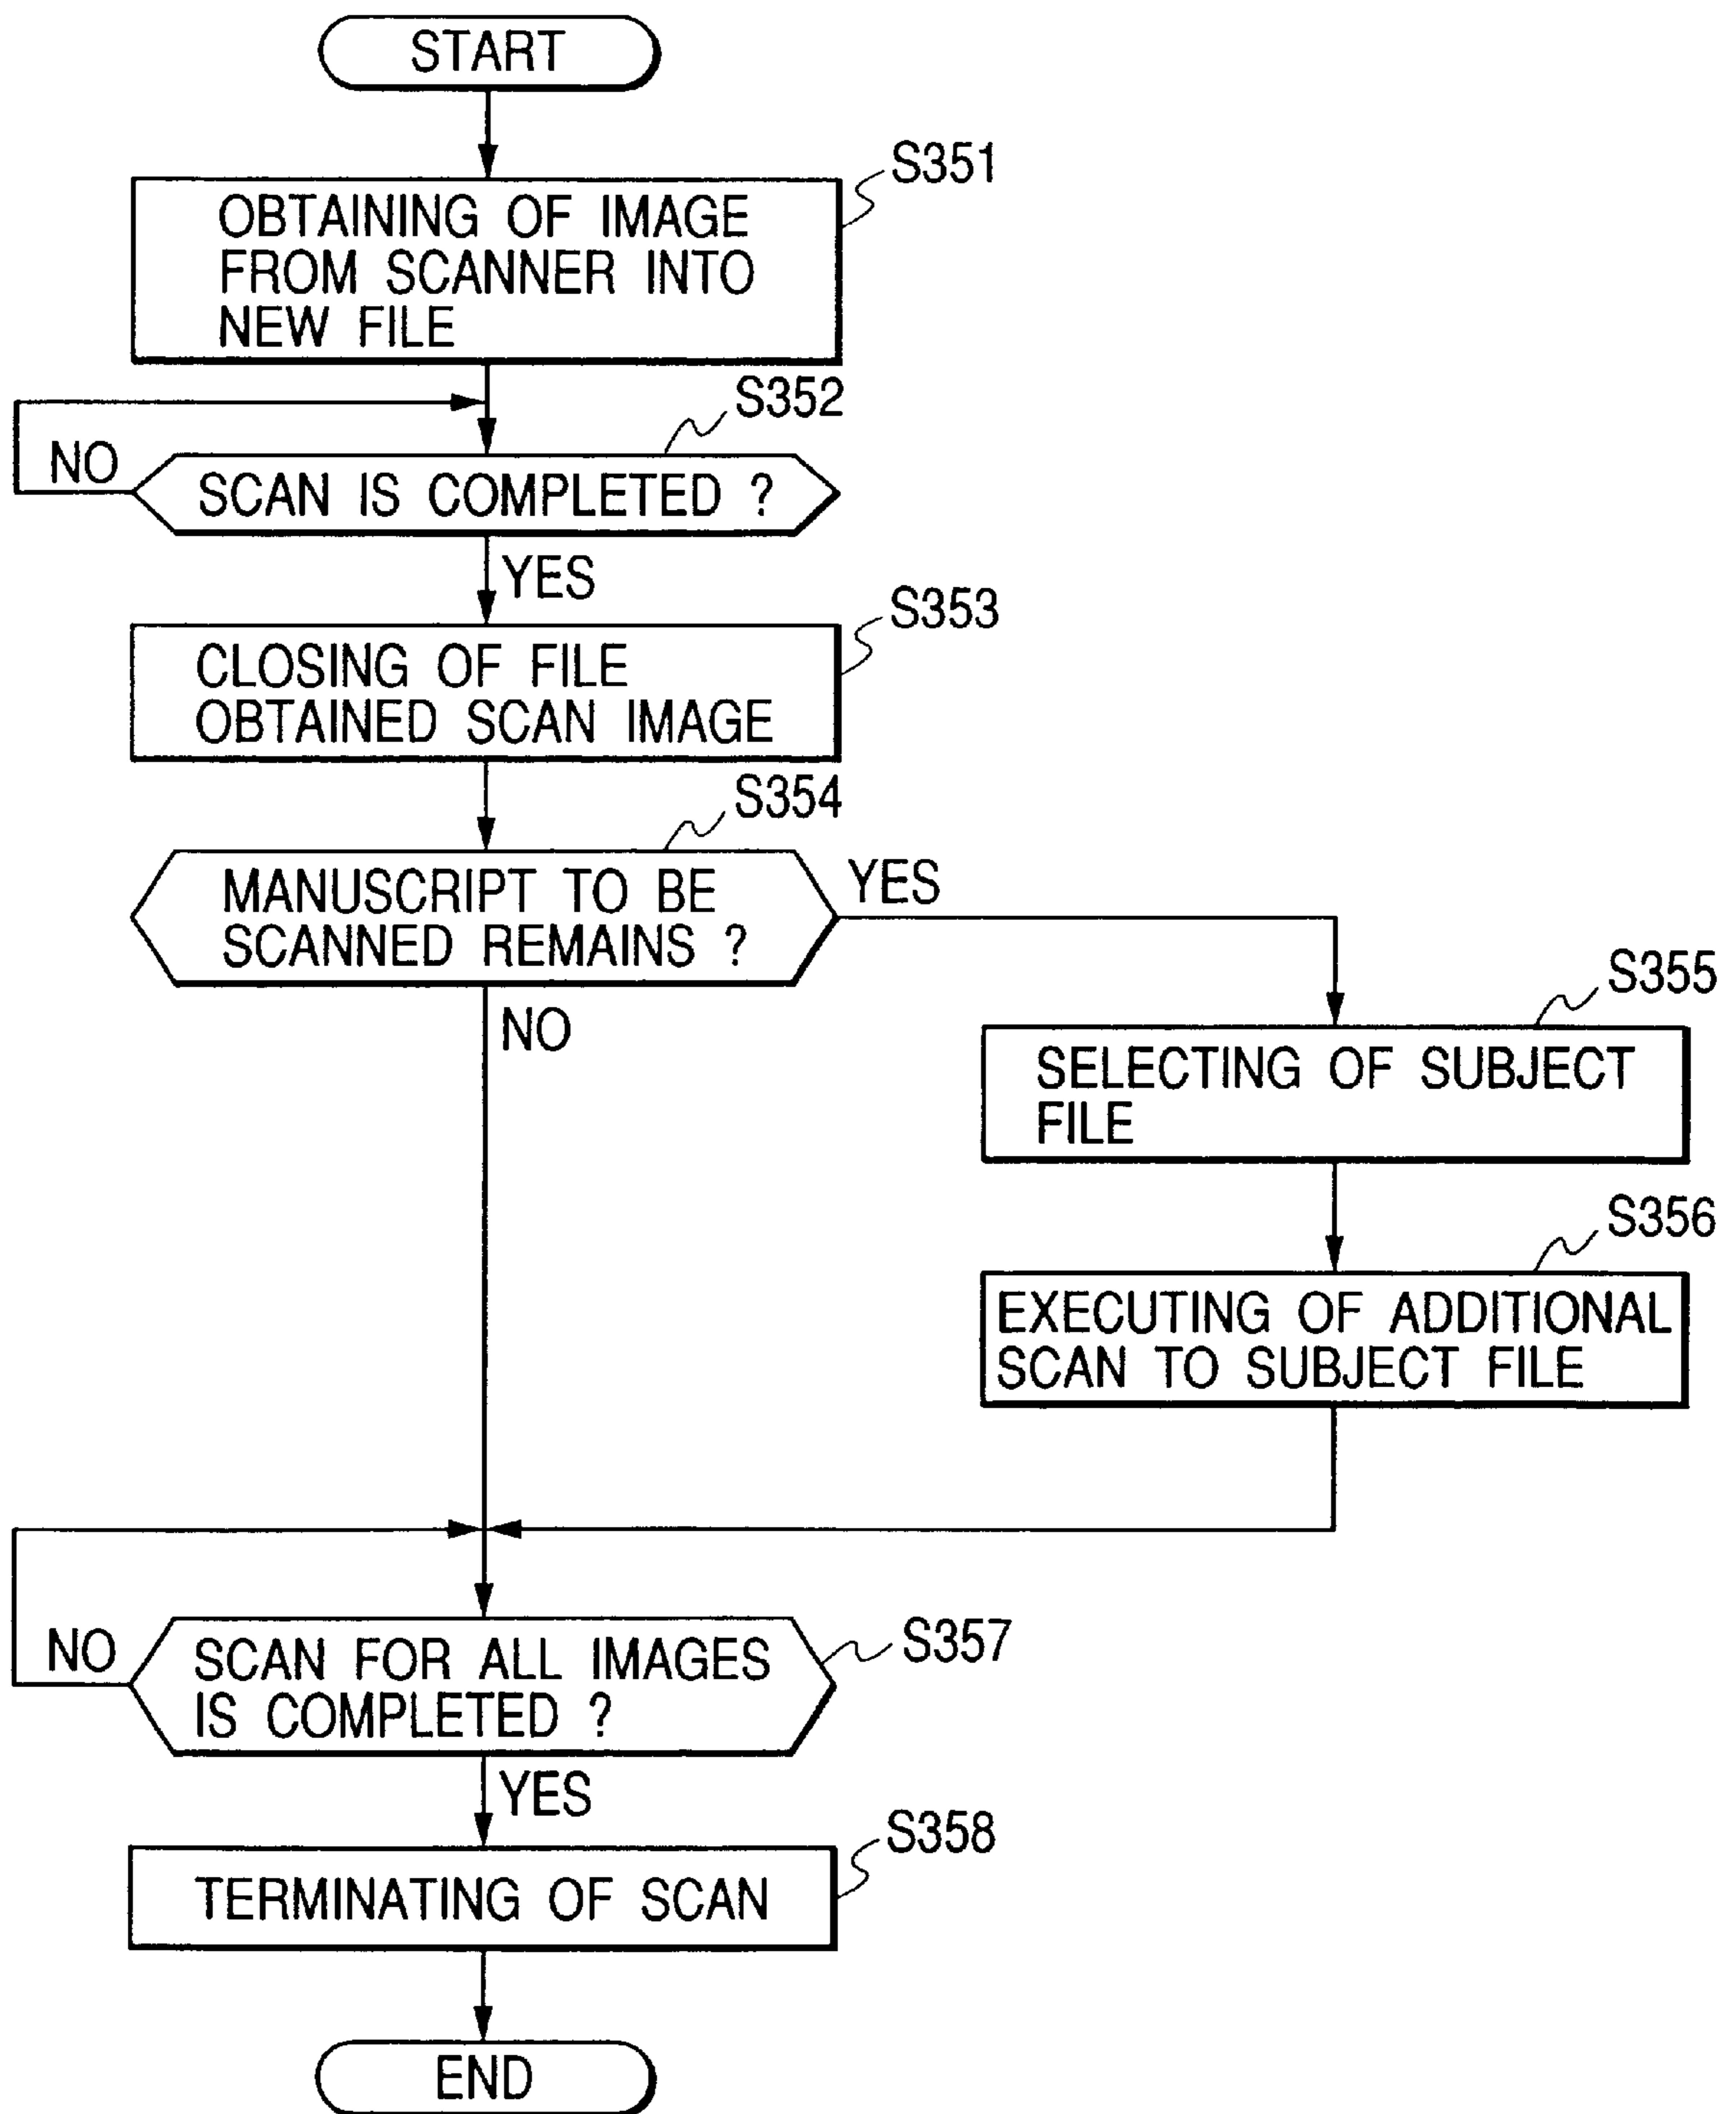 START
S351
OBTAINING OF IMAGE
FROM SCANNER INTO
NEW FILE
S352
NO
SCAN IS COMPLETED ?
YES
S353
CLOSING OF FILE
OBTAINED SCAN IMAGE
S354
MANUSCRIPT TO BE
SCANNED REMAINS ?
YES
NO
S355
SELECTING OF SUBJECT
FILE
S356
EXECUTING OF ADDITIONAL
SCAN TO SUBJECT FILE
S357
NO
SCAN FOR ALL IMAGES
IS COMPLETED ?
YES
S358
TERMINATING OF SCAN
END